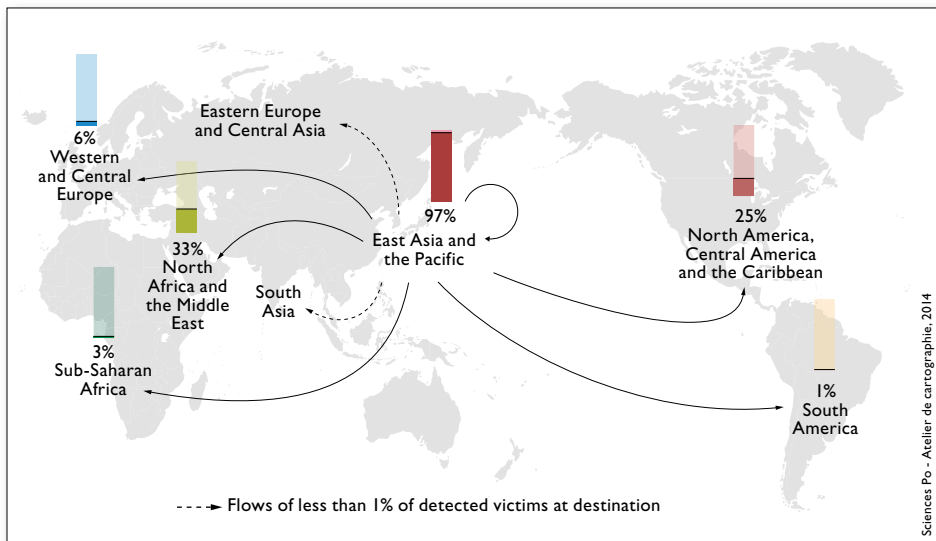 Eastern Europe
and Central Asia
6%
Western
and Central
Europe
97%
East Asia and
the Pacific
25%
North America,
Central America
and the Caribbean
33%
North
Africa and
the Middle
East
South
Asia
3%
Sub-Saharan
Africa
1%
South
America
Flows of less than 1% of detected victims at destination
Sciences Po - Atelier de cartographie, 2014